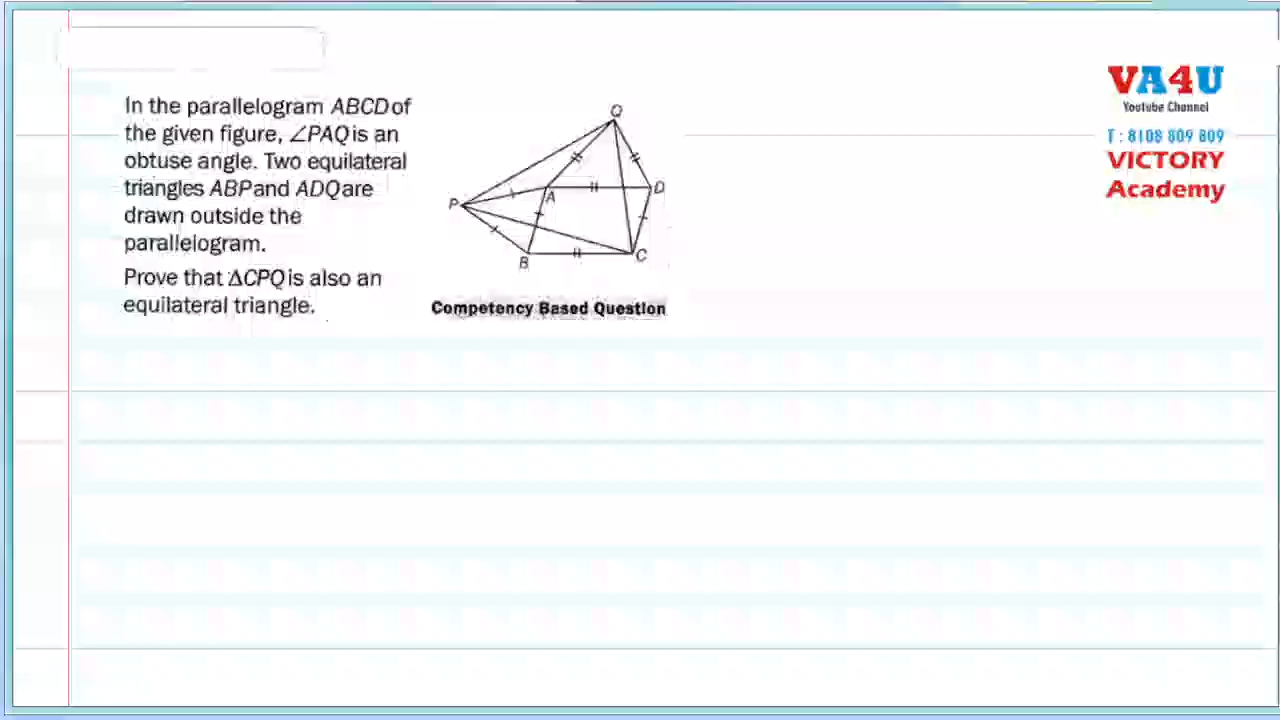 In the parallelogram ABCD of
the given figure, ∠PAQ is an
obtuse angle. Two equilateral
triangles ABP and ADQ are
drawn outside the
parallelogram.
Prove that ΔCPQ is also an
equilateral triangle.
Q
P
A
D
B
C
Competency Based Question
VA4U
Youtube Channel
T : 8108 809 809
VICTORY
Academy